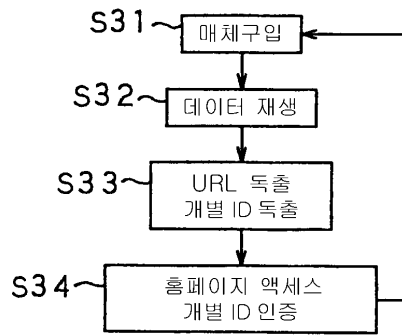 S31 매체구입
S32 데이터 재생
S33 URL 독출
개별 ID 독출
S34 홈페이지 액세스
개별 ID 인증